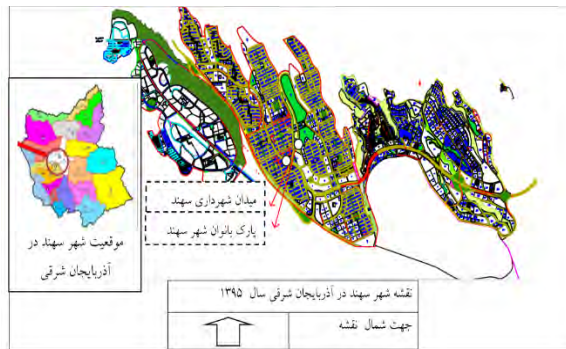 میدان شهرداری سهند
پارک بانوان شهر سهند
موقعیت شهر سهند در
آذربایجان شرقی
نقشه شهر سهند در آذربایجان شرقی سال ۱۳۹۵
جهت شمال نقشه